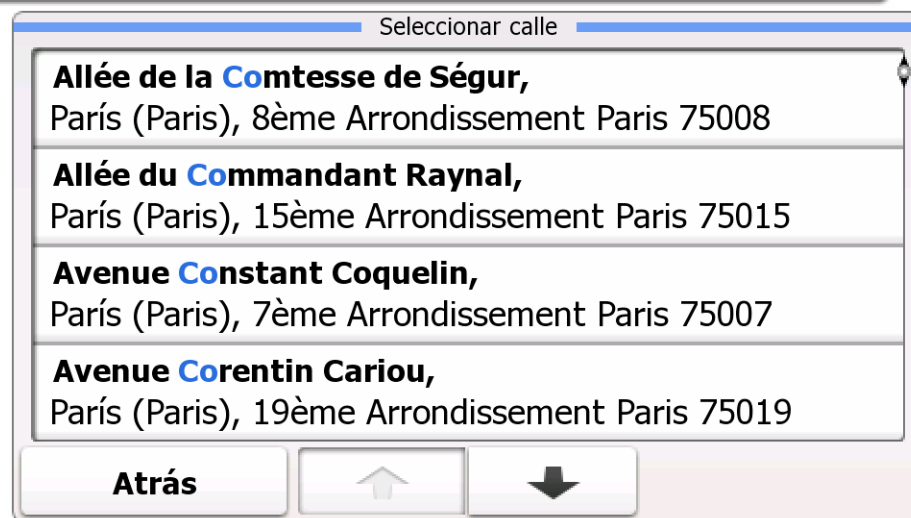 Seleccionar calle
Allée de la Comtesse de Ségur,
París (Paris), 8ème Arrondissement Paris 75008
Allée du Commandant Raynal,
París (Paris), 15ème Arrondissement Paris 75015
Avenue Constant Coquelin,
París (Paris), 7ème Arrondissement Paris 75007
Avenue Corentin Cariou,
París (Paris), 19ème Arrondissement Paris 75019
Atrás